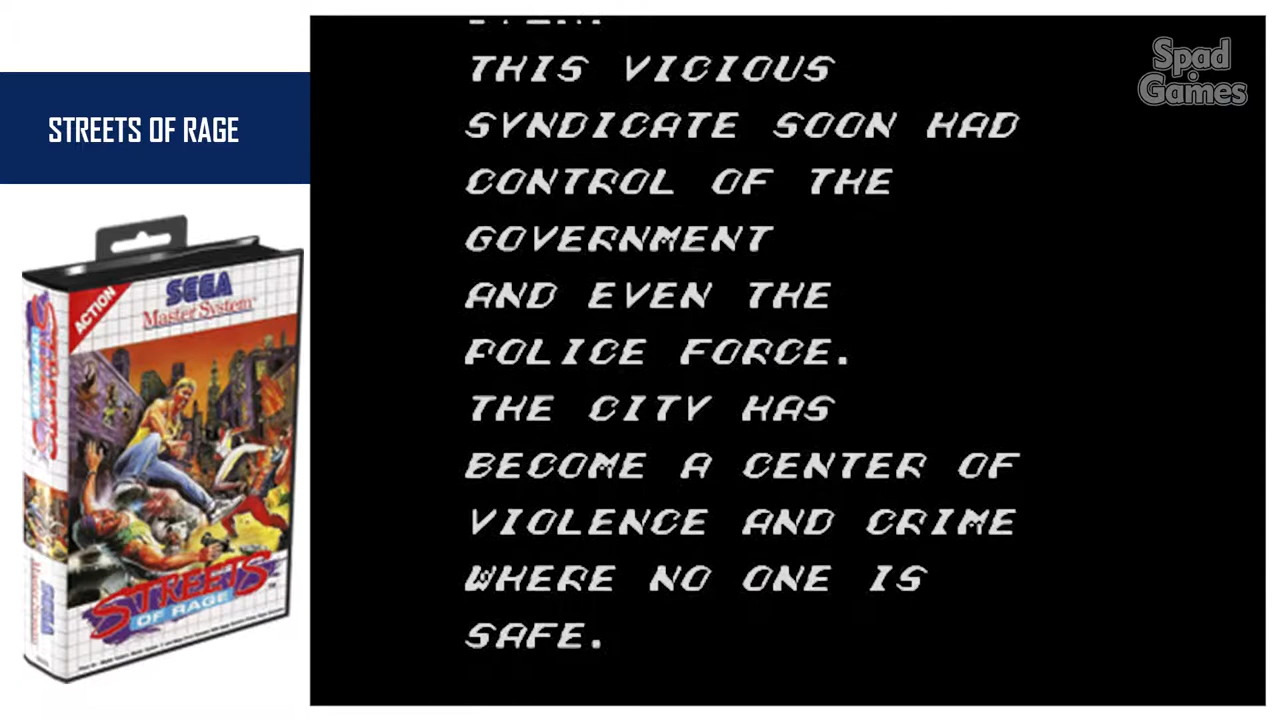 STREETS OF RAGE
ACTION
SEGA
Master System
STREETS
OF RAGE
SEGA
THIS VICIOUS
SYNDICATE SOON HAD
CONTROL OF THE
GOVERNMENT
AND EVEN THE
POLICE FORCE.
THE CITY HAS
BECOME A CENTER OF
VIOLENCE AND CRIME
WHERE NO ONE IS
SAFE.
Spad
Games